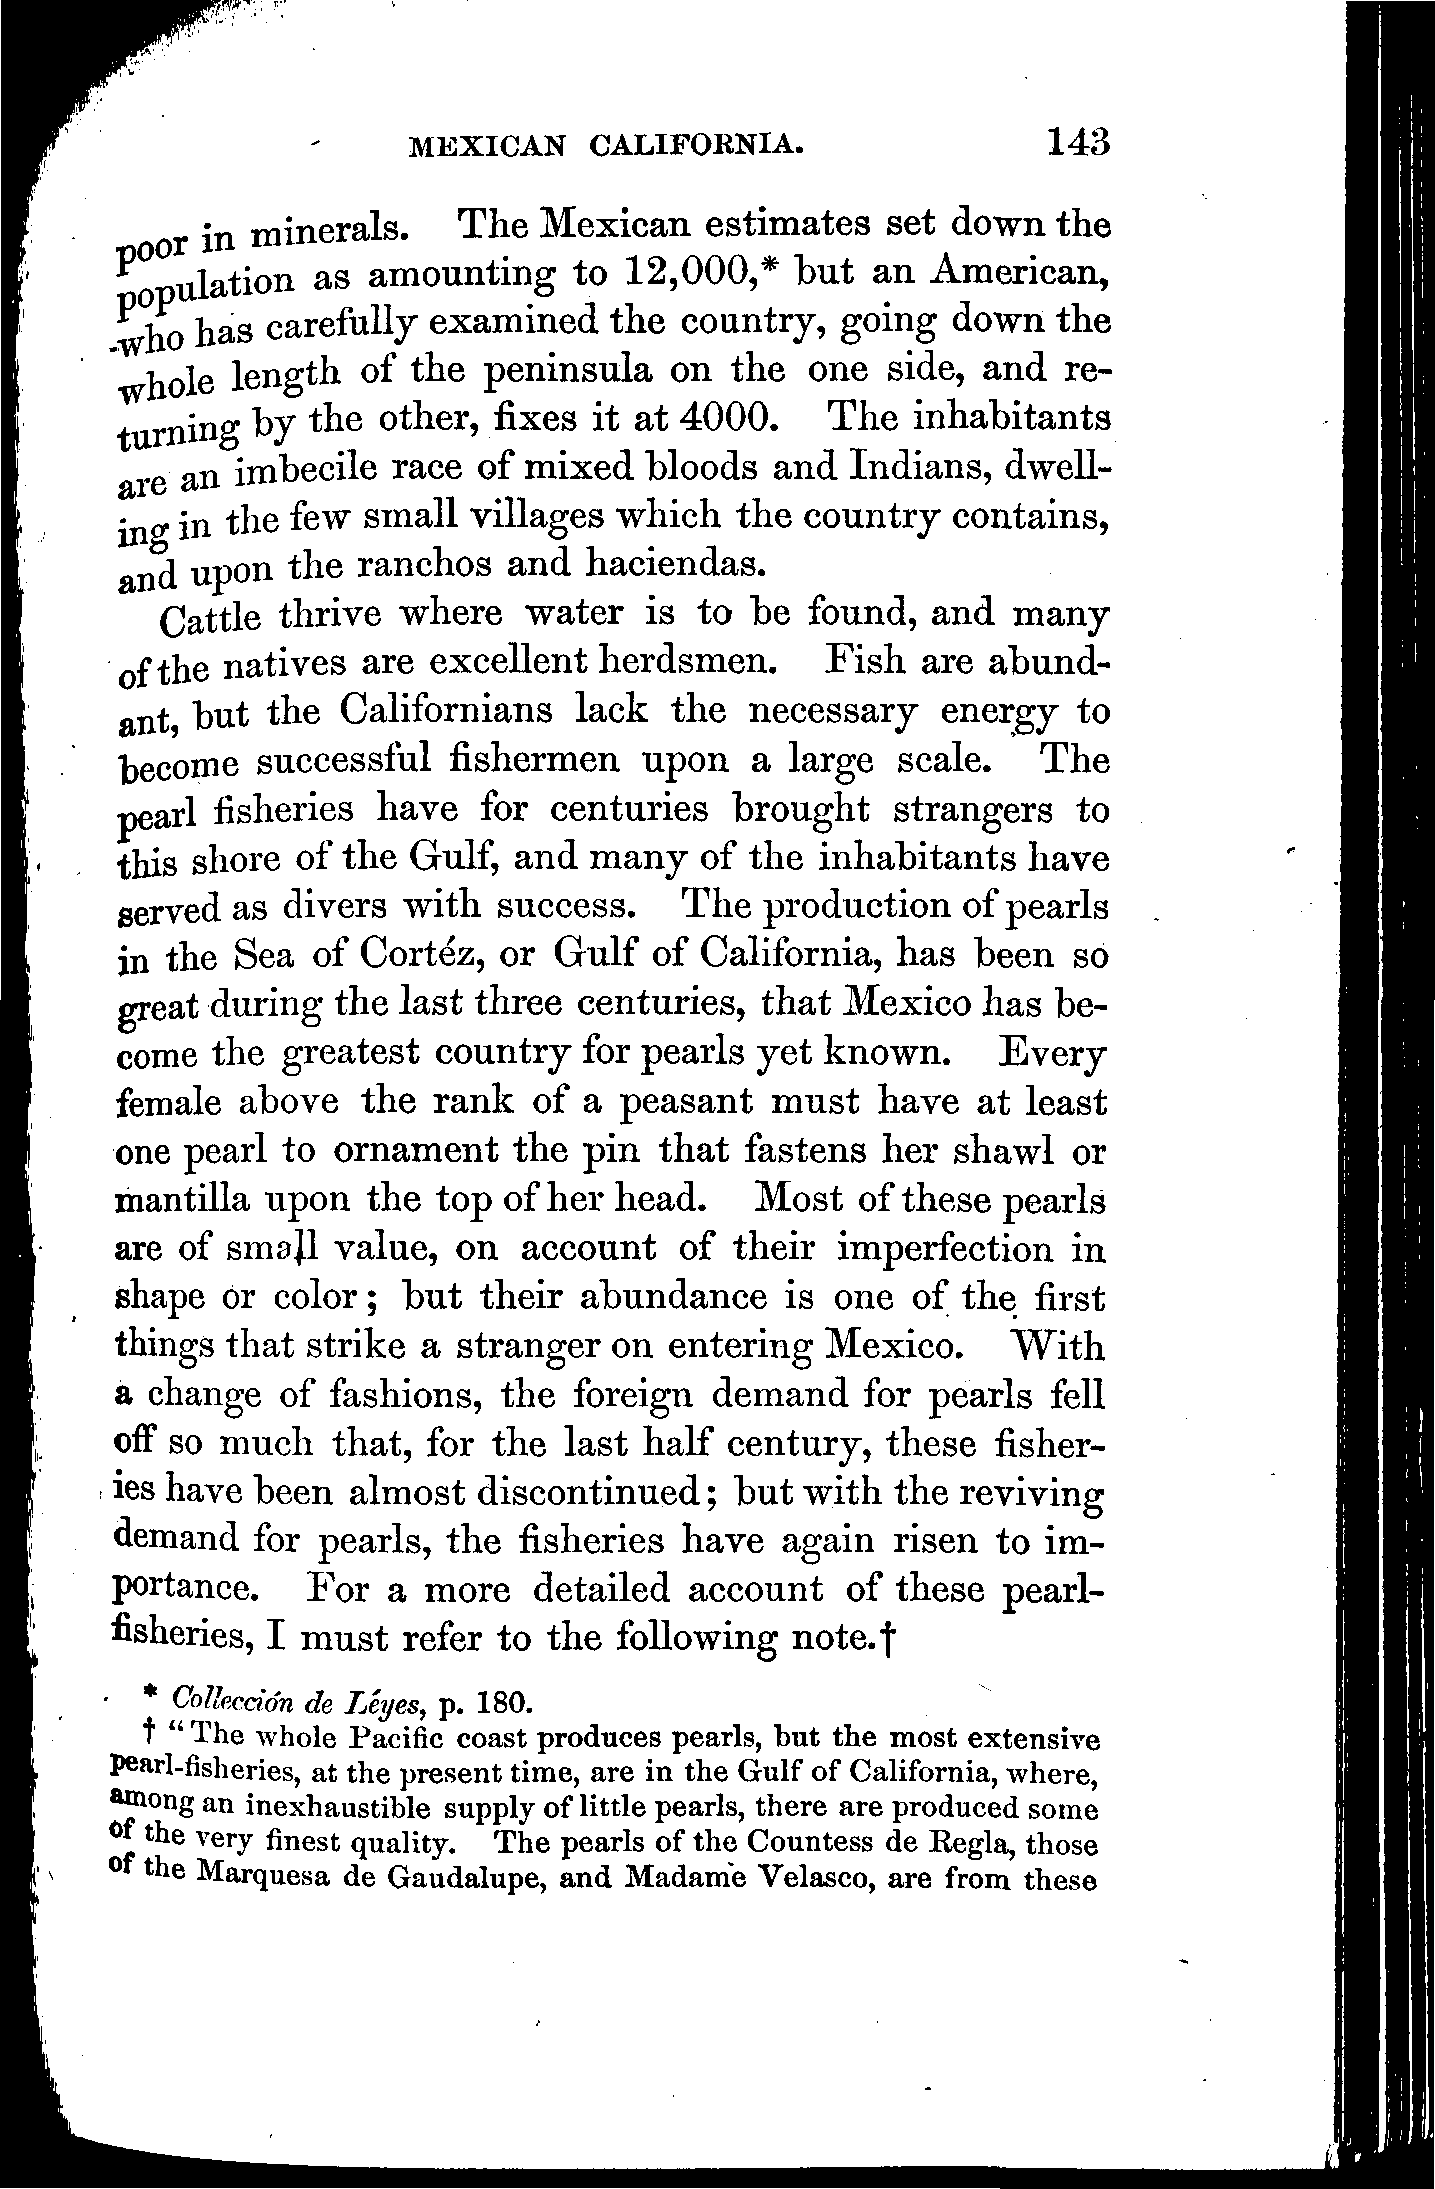 MEXICAN CALIFORNIA. 143
poor in minerals. The Mexican estimates set down the
population as amounting to 12,000,* but an American,
who has carefully examined the country, going down the
whole length of the peninsula on the one side, and re-
turning by the other, fixes it at 4000. The inhabitants
are an imbecile race of mixed bloods and Indians, dwell-
ing in the few small villages which the country contains,
and upon the ranchos and haciendas.
Cattle thrive where water is to be found, and many
of the natives are excellent herdsmen. Fish are abund-
ant, but the Californians lack the necessary energy to
become successful fishermen upon a large scale. The
pearl fisheries have for centuries brought strangers to
this shore of the Gulf, and many of the inhabitants have
served as divers with success. The production of pearls
in the Sea of Cortéz, or Gulf of California, has been so
great during the last three centuries, that Mexico has be-
come the greatest country for pearls yet known. Every
female above the rank of a peasant must have at least
one pearl to ornament the pin that fastens her shawl or
mantilla upon the top of her head. Most of these pearls
are of small value, on account of their imperfection in
shape or color; but their abundance is one of the first
things that strike a stranger on entering Mexico. With
a change of fashions, the foreign demand for pearls fell
off so much that, for the last half century, these fisher-
ies have been almost discontinued; but with the reviving
demand for pearls, the fisheries have again risen to im-
portance. For a more detailed account of these pearl-
fisheries, I must refer to the following note.†
* Collección de Léyes, p. 180.
† "The whole Pacific coast produces pearls, but the most extensive
pearl-fisheries, at the present time, are in the Gulf of California, where,
among an inexhaustible supply of little pearls, there are produced some
of the very finest quality. The pearls of the Countess de Regla, those
of the Marquesa de Gaudalupe, and Madame Velasco, are from these